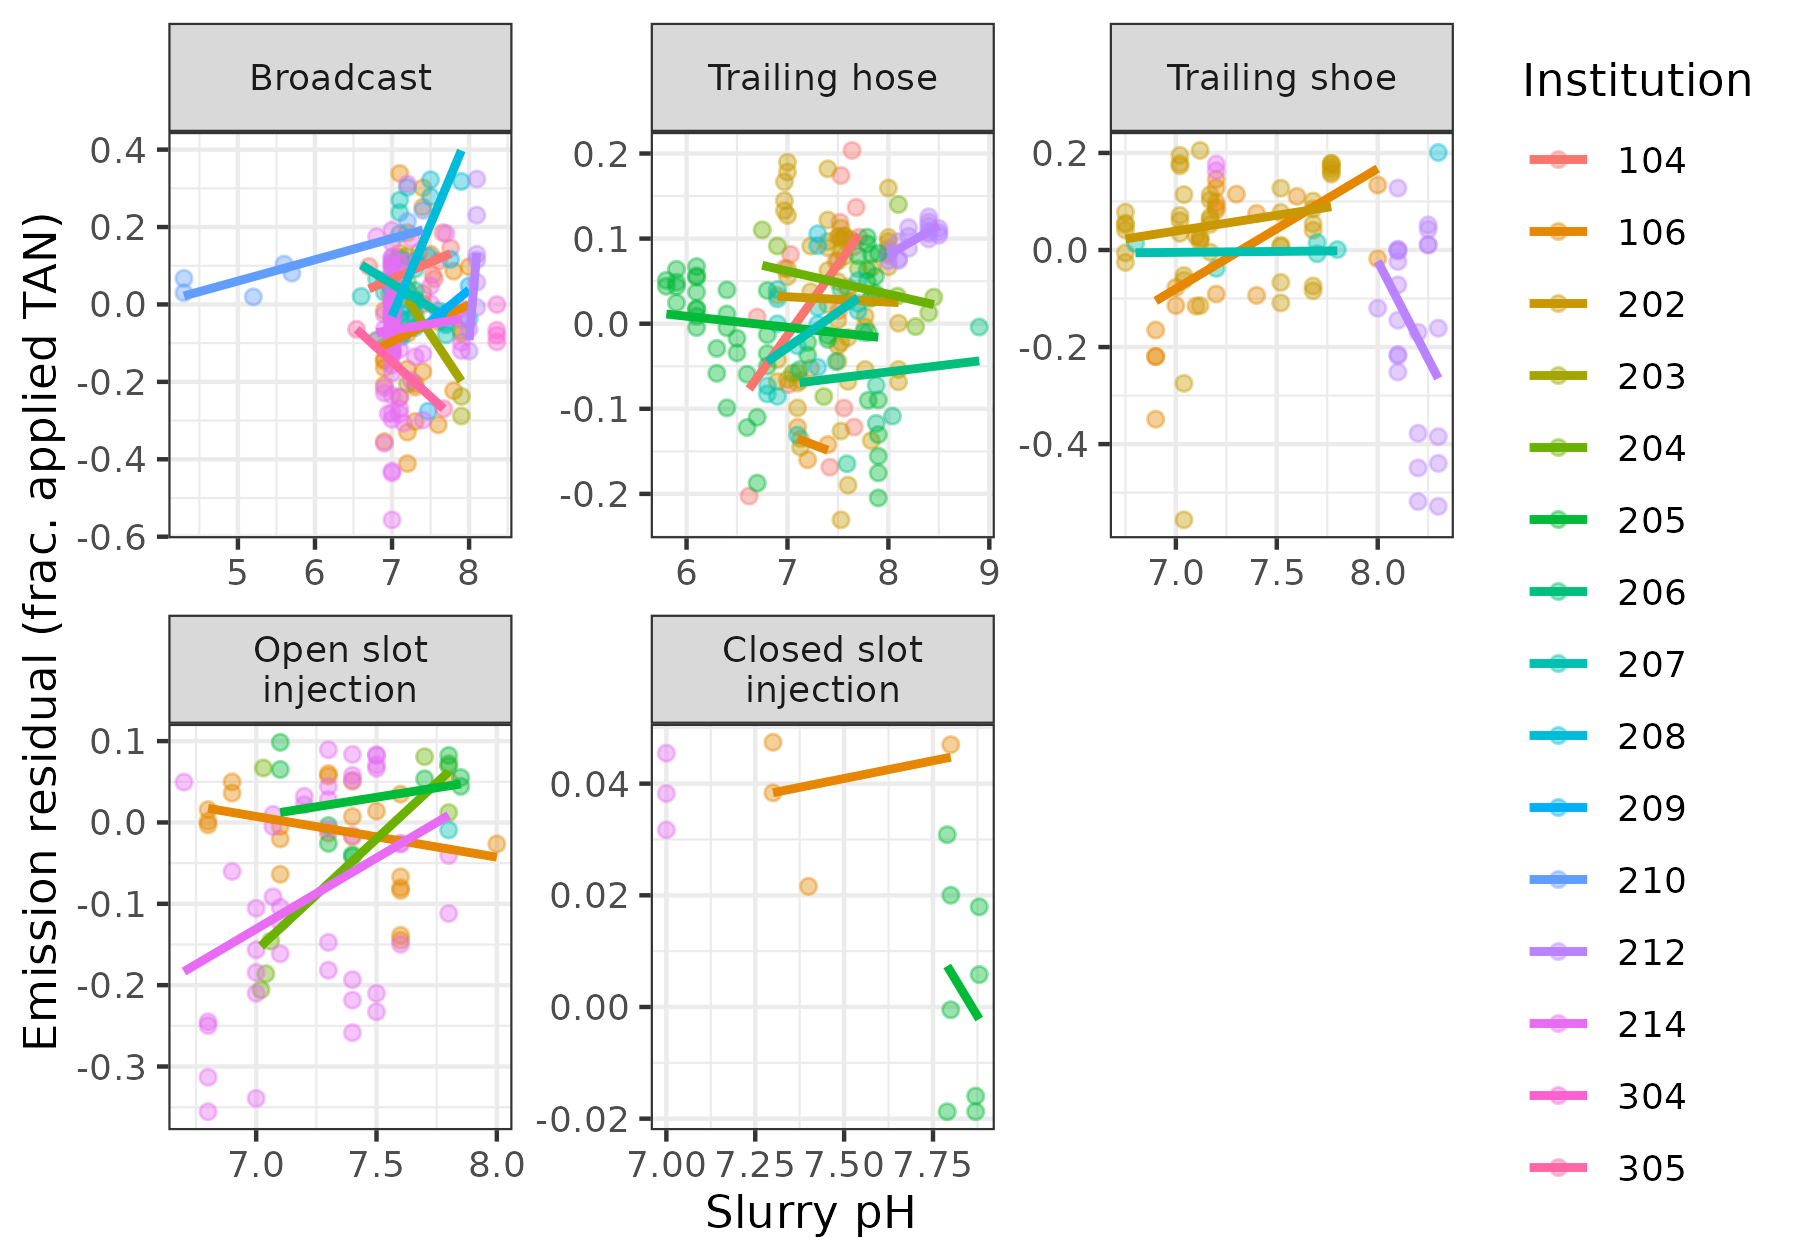 Broadcast
Trailing hose
Trailing shoe
Institution
0.4
0.2
0.0
-0.2
-0.4
-0.6
5 6 7 8
0.2
0.1
0.0
-0.1
-0.2
6 7 8 9
0.2
0.0
-0.2
-0.4
7.0 7.5 8.0
Open slot
injection
Closed slot
injection
0.1
0.0
-0.1
-0.2
-0.3
7.0 7.5 8.0
0.04
0.02
0.00
-0.02
7.00 7.25 7.50 7.75
Emission residual (frac. applied TAN)
Slurry pH
104
106
202
203
204
205
206
207
208
209
210
212
214
304
305